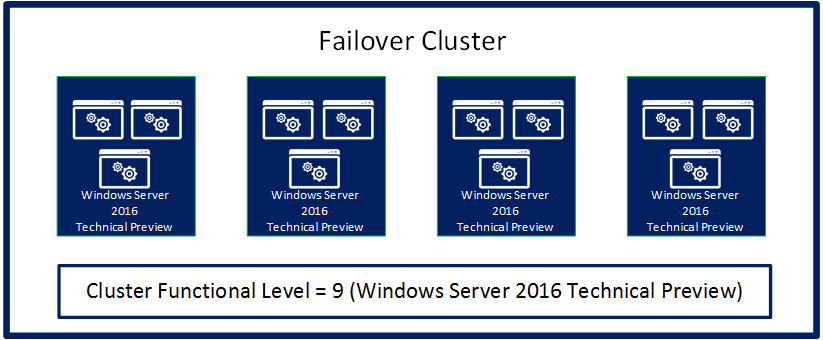 Failover Cluster
Windows Server
2016
Technical Preview
Windows Server
2016
Technical Preview
Windows Server
2016
Technical Preview
Windows Server
2016
Technical Preview
Cluster Functional Level = 9 (Windows Server 2016 Technical Preview)